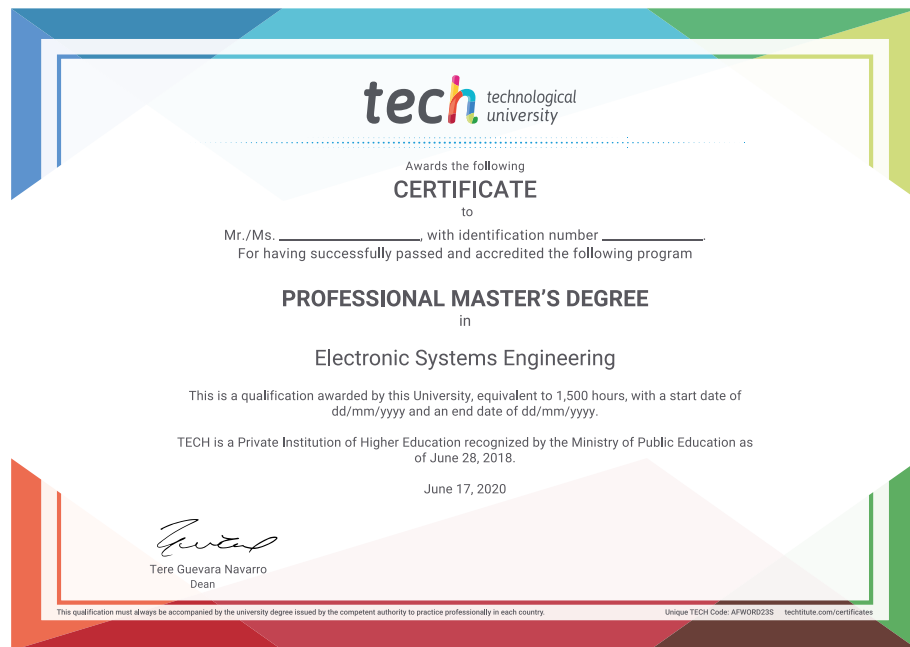 tech technological
university
Awards the following
CERTIFICATE
to
Mr./Ms. ____________________, with identification number ______________.
For having successfully passed and accredited the following program
PROFESSIONAL MASTER'S DEGREE
in
Electronic Systems Engineering
This is a qualification awarded by this University, equivalent to 1,500 hours, with a start date of
dd/mm/yyyy and an end date of dd/mm/yyyy.
TECH is a Private Institution of Higher Education recognized by the Ministry of Public Education as
of June 28, 2018.
June 17, 2020
Tere Guevara Navarro
Dean
This qualification must always be accompanied by the university degree issued by the competent authority to practice professionally in each country. Unique TECH Code: AFWORD23S techtitute.com/certificates